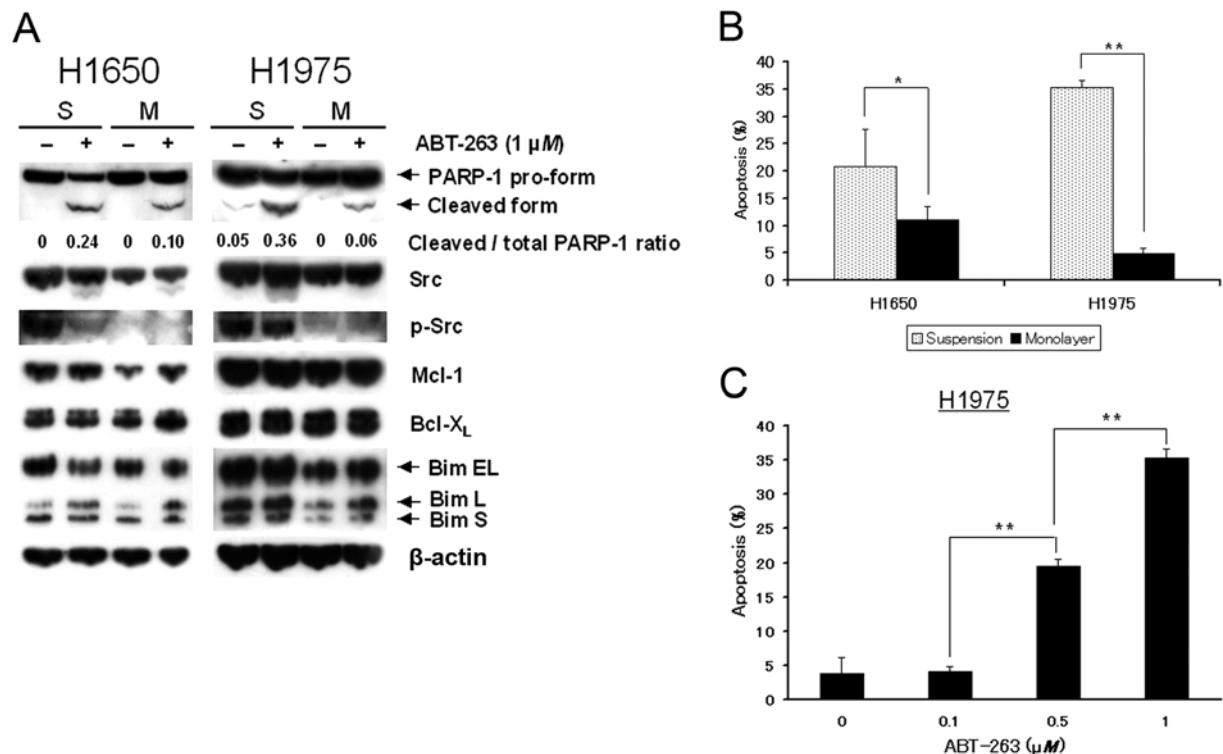 A
H1650 H1975
S M S M
– + – + – + – + ABT-263 (1 µM)
PARP-1 pro-form
Cleaved form
0 0.24 0 0.10 0.05 0.36 0 0.06 Cleaved / total PARP-1 ratio
Src
p-Src
Mcl-1
Bcl-XL
Bim EL
Bim L
Bim S
β-actin
B
Apoptosis (%)
40
35
30
25
20
15
10
5
0
*
**
H1650 H1975
Suspension Monolayer
C
H1975
Apoptosis (%)
40
35
30
25
20
15
10
5
0
**
**
0 0.1 0.5 1
ABT-263 (µM)